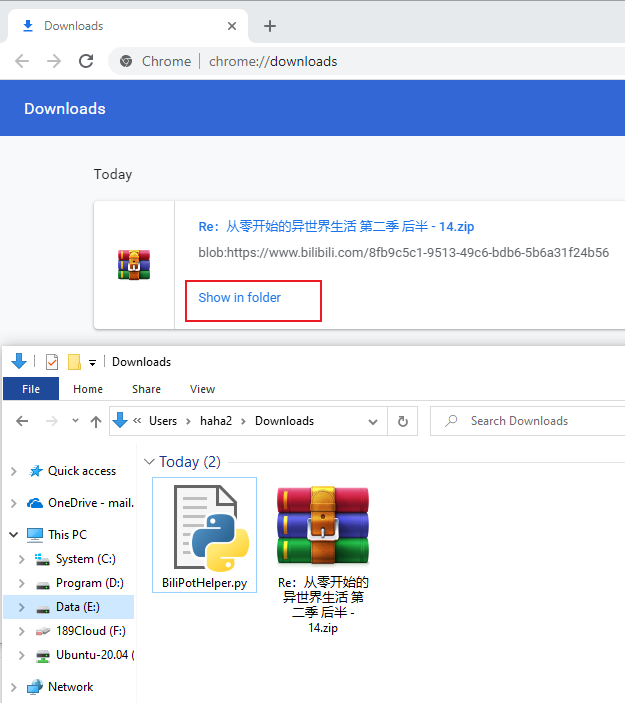 Downloads
Chrome | chrome://downloads
Downloads
Today
Re：从零开始的异世界生活 第二季 后半 - 14.zip
blob:https://www.bilibili.com/8fb9c5c1-9513-49c6-bdb6-5b6a31f24b56
Show in folder
Downloads
File Home Share View
« Users > haha2 > Downloads
Search Downloads
Quick access
OneDrive - mail.
This PC
System (C:)
Program (D:)
Data (E:)
189Cloud (F:)
Ubuntu-20.04 (
Network
Today (2)
BiliPotHelper.py
Re：从零开始的
异世界生活 第
二季 后半 -
14.zip